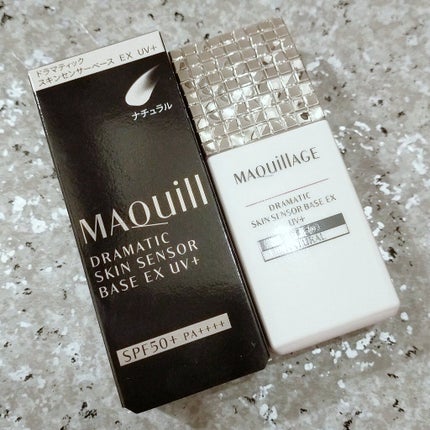 ドラマティック
スキンセンサーベース EX UV+
ナチュラル
MAQuill
DRAMATIC
SKIN SENSOR
BASE EX UV+
SPF50+ PA++++
MAQuillAGE
DRAMATIC
SKIN SENSOR BASE EX
UV+